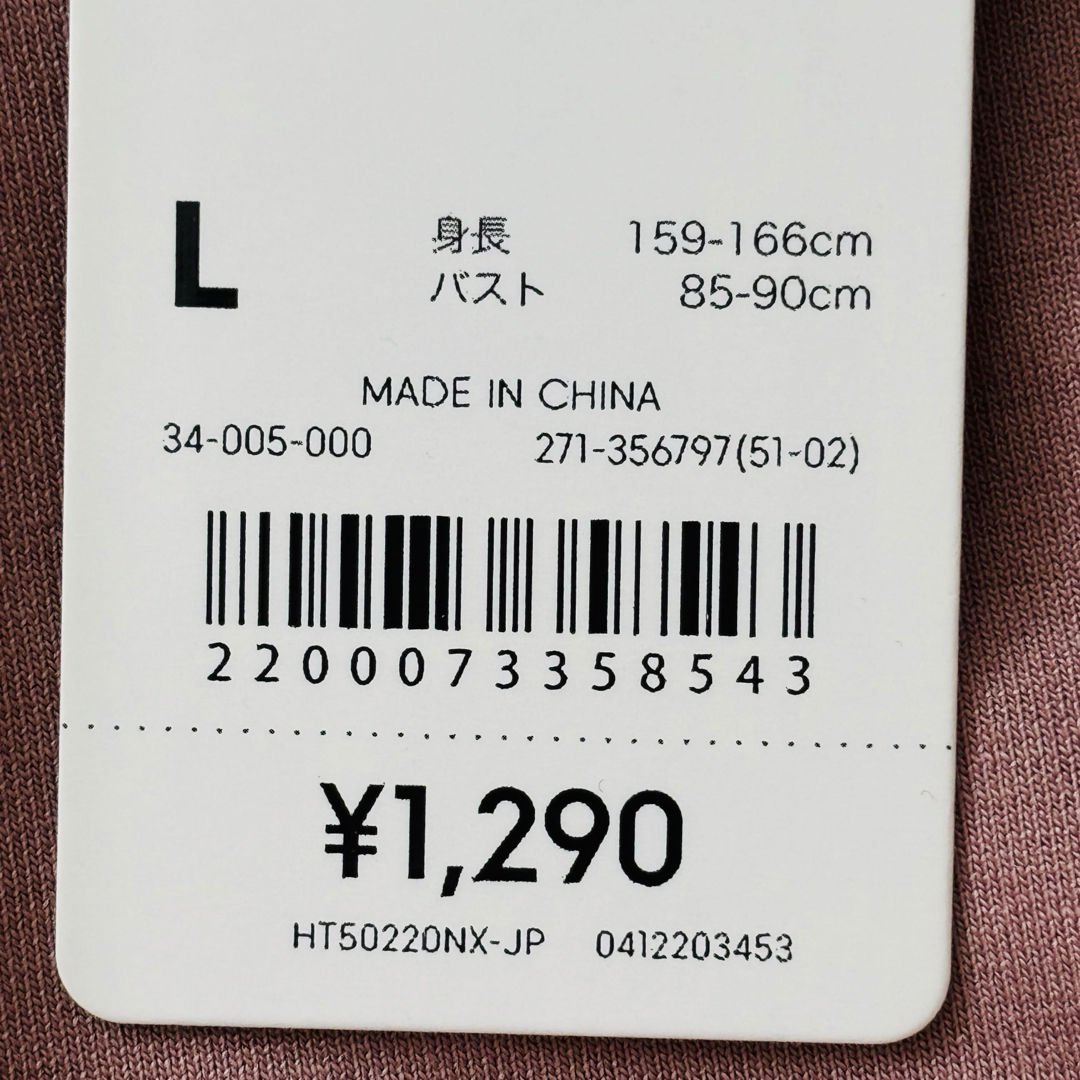 L
身長 159-166cm
バスト 85-90cm
MADE IN CHINA
34-005-000 271-356797(51-02)
2200073358543
¥1,290
HT50220NX-JP 0412203453